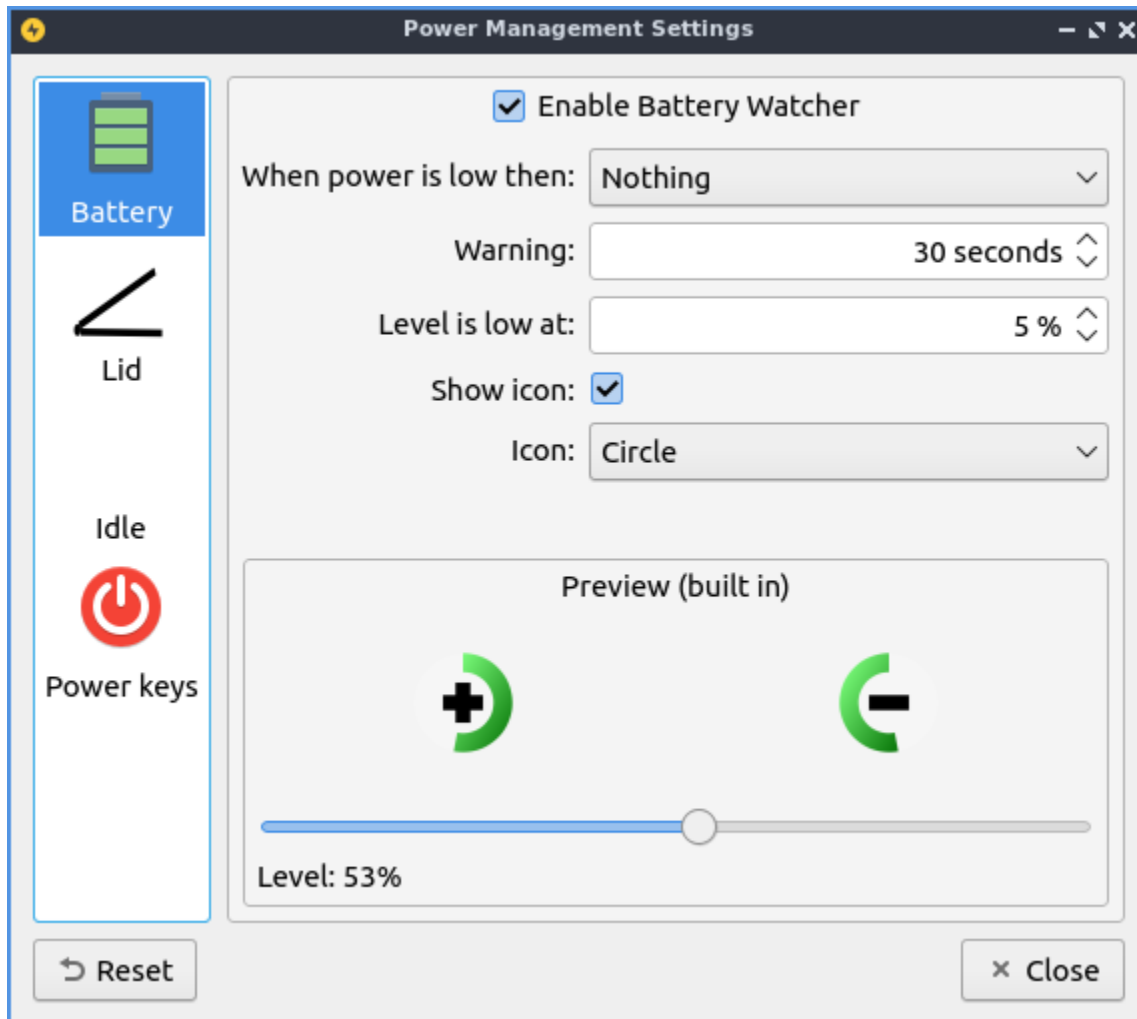 Power Management Settings
Battery
Lid
Idle
Power keys
Enable Battery Watcher
When power is low then: Nothing
Warning: 30 seconds
Level is low at: 5 %
Show icon:
Icon: Circle
Preview (built in)
Level: 53%
Reset
Close